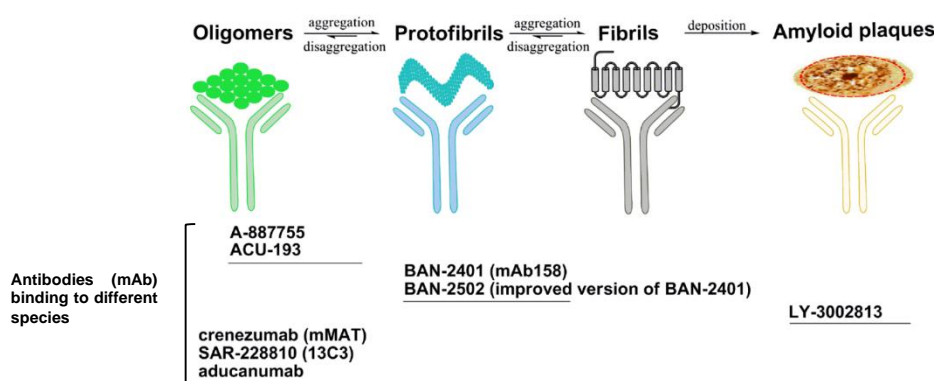 Oligomers
aggregation
disaggregation
Protofibrils
aggregation
disaggregation
Fibrils
deposition
Amyloid plaques
A-887755
ACU-193
Antibodies (mAb)
binding to different
species
BAN-2401 (mAb158)
BAN-2502 (improved version of BAN-2401)
LY-3002813
crenezumab (mMAT)
SAR-228810 (13C3)
aducanumab